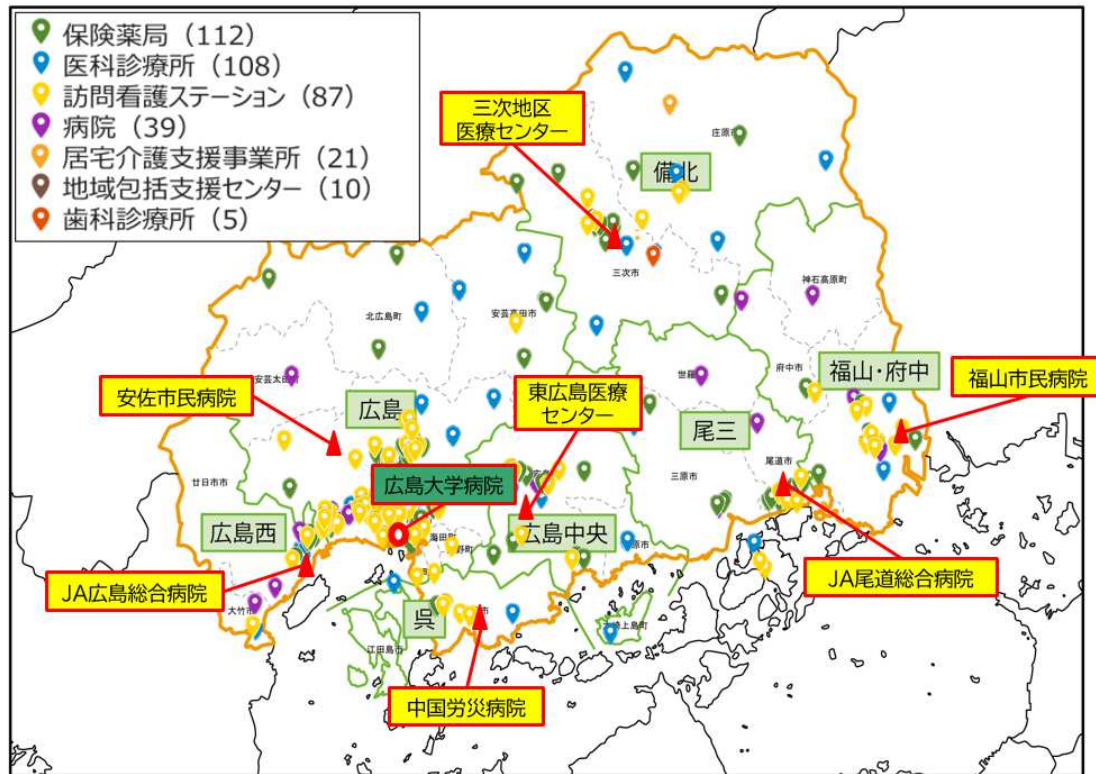 保険薬局（112）
医科診療所（108）
訪問看護ステーション（87）
病院（39）
居宅介護支援事業所（21）
地域包括支援センター（10）
歯科診療所（5）
三次地区
医療センター
庄原市
備北
三次市
神石高原町
北広島町
安芸高田市
安芸太田町
世羅
府中市
福山・府中
福山市民病院
安佐市民病院
広島
東広島医療
センター
尾三
尾道市
三原市
広島大学病院
廿日市市
広島西
海田町
広島中央
JA広島総合病院
JA尾道総合病院
大竹市
呉
江田島市
崎上島町
中国労災病院